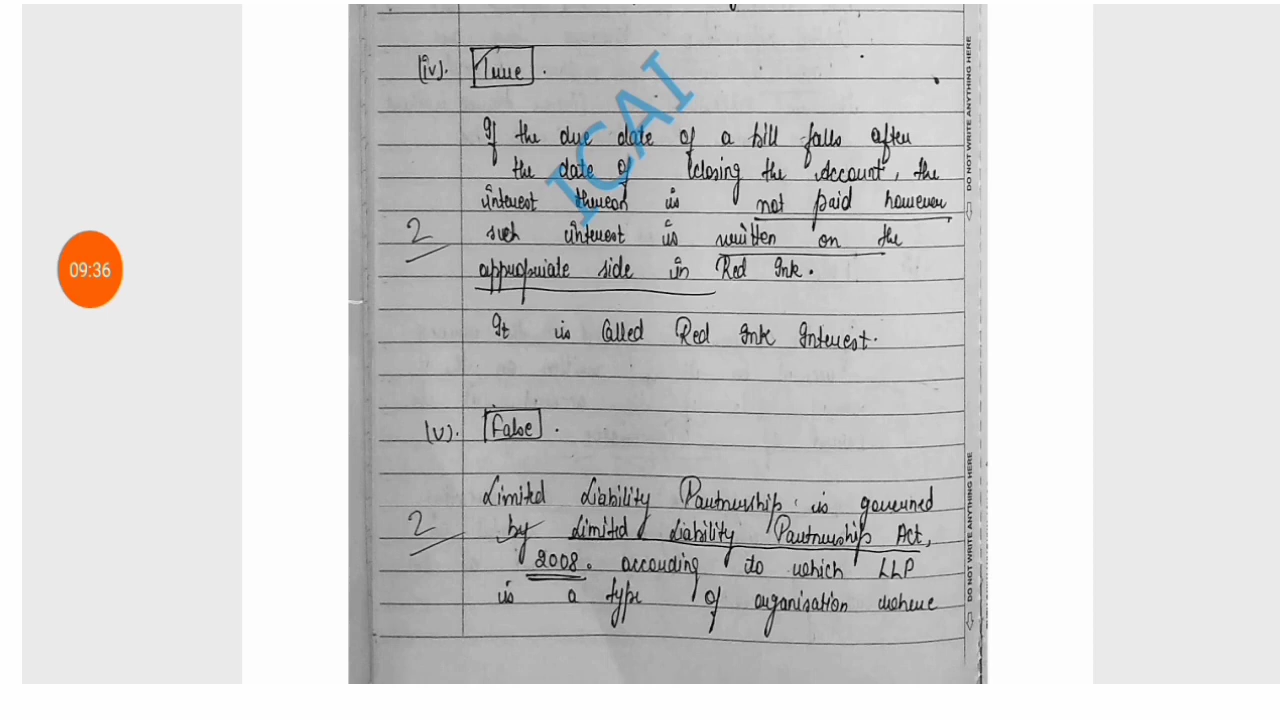 (iv). True.
ICAI
If the due date of a bill falls after
the date of closing the Account, the
interest thereon is not paid however
2 such interest is written on the
appropriate side in Red Ink.
It is Called Red Ink Interest.
09:36
(v). False.
Limited Liability Partnership is governed
2 by Limited Liability Partnership Act,
2008. according to which LLP
is a type of organisation where
DO NOT WRITE ANYTHING HERE
DO NOT WRITE ANYTHING HERE